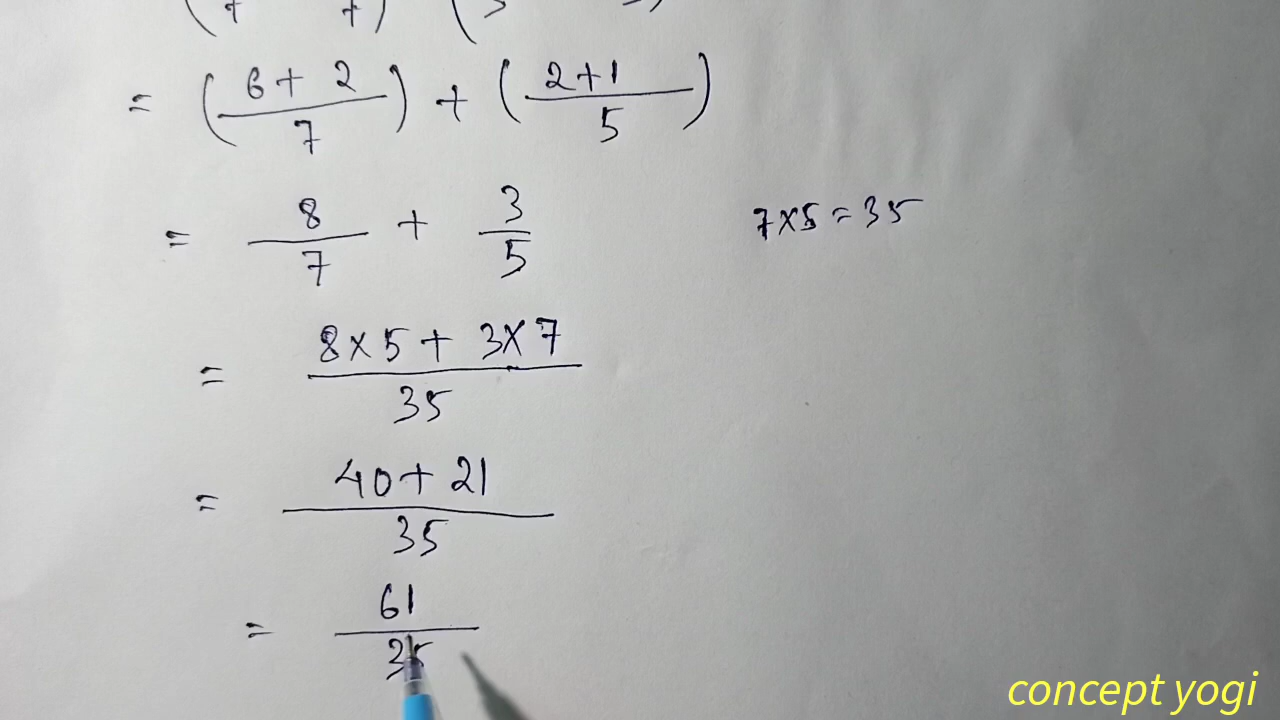 = (6 + 2 / 7) + (2 + 1 / 5)
= 8/7 + 3/5 7×5=35
= 8×5 + 3×7 / 35
= 40 + 21 / 35
= 61 / 35
concept yogi